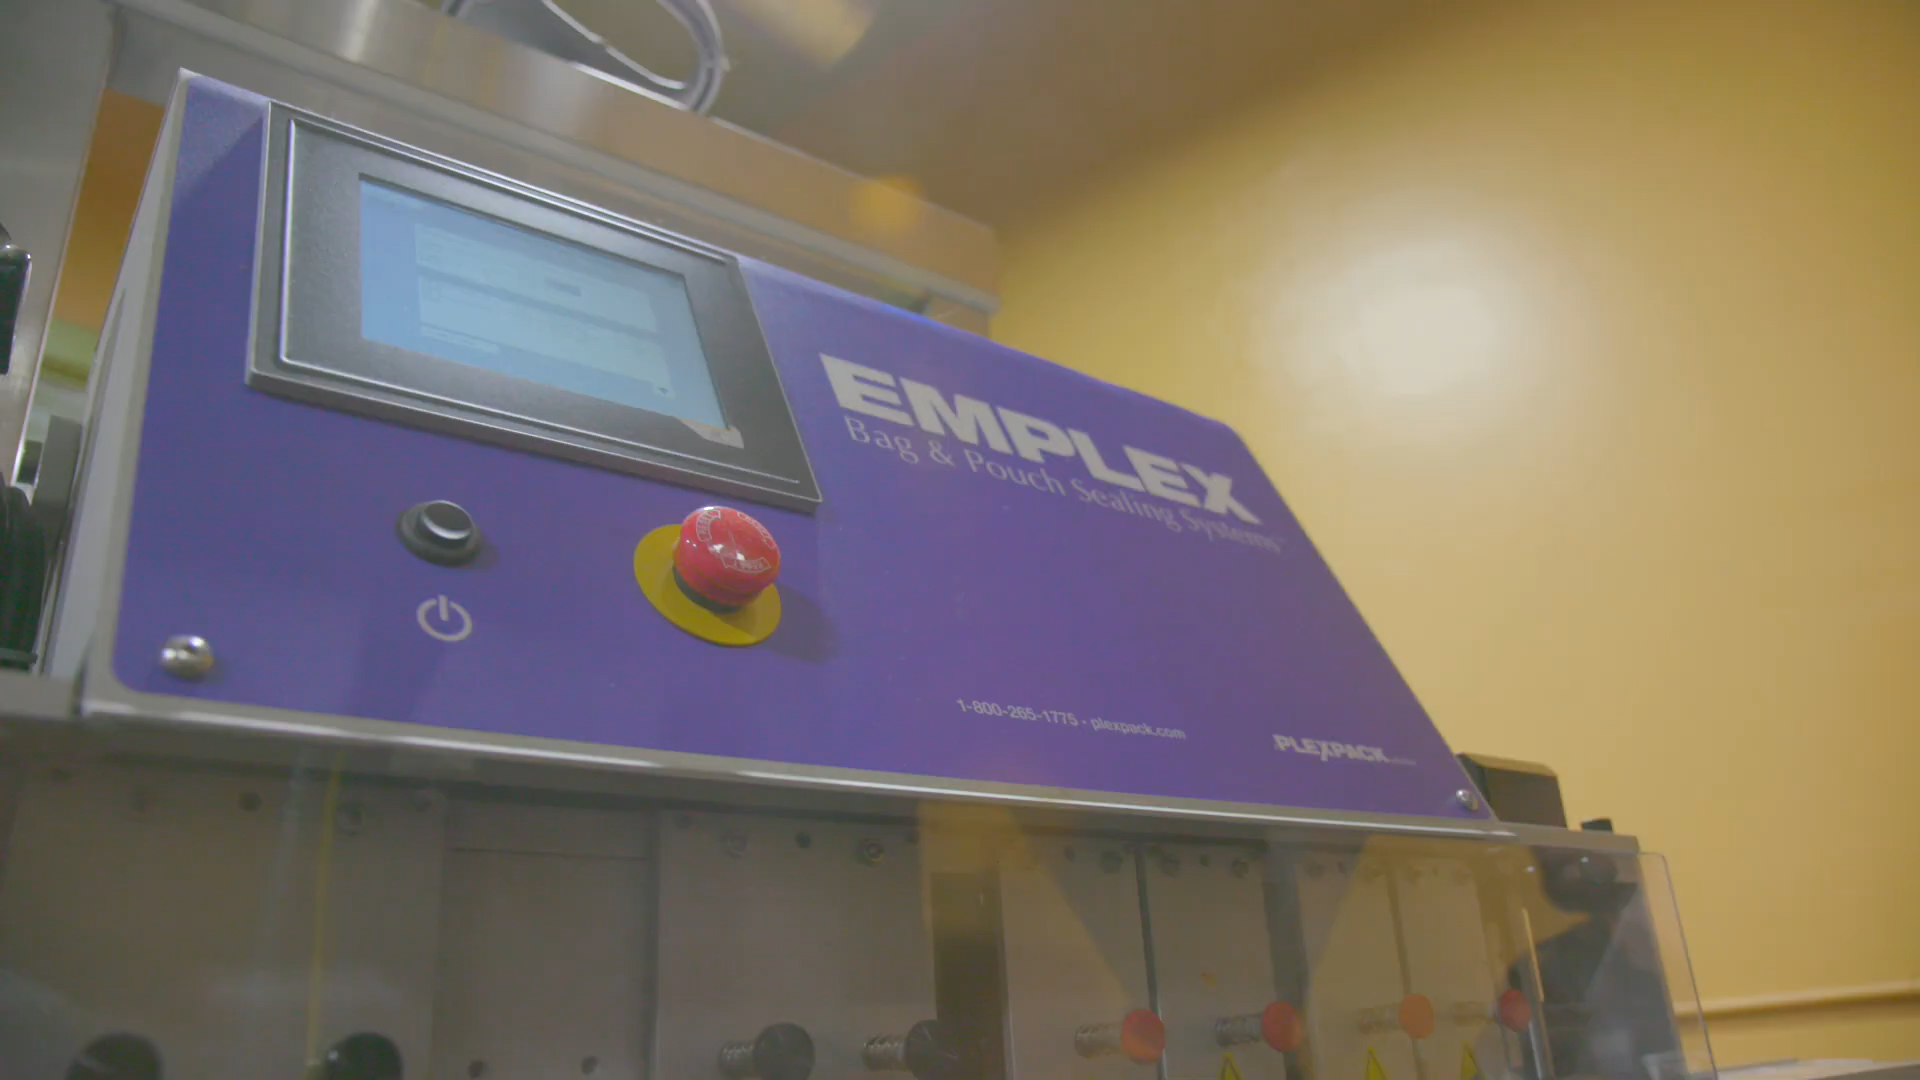 EMPLEX
Bag & Pouch Sealing Systems
1-800-265-1775 • plexpack.com
PLEXPACK